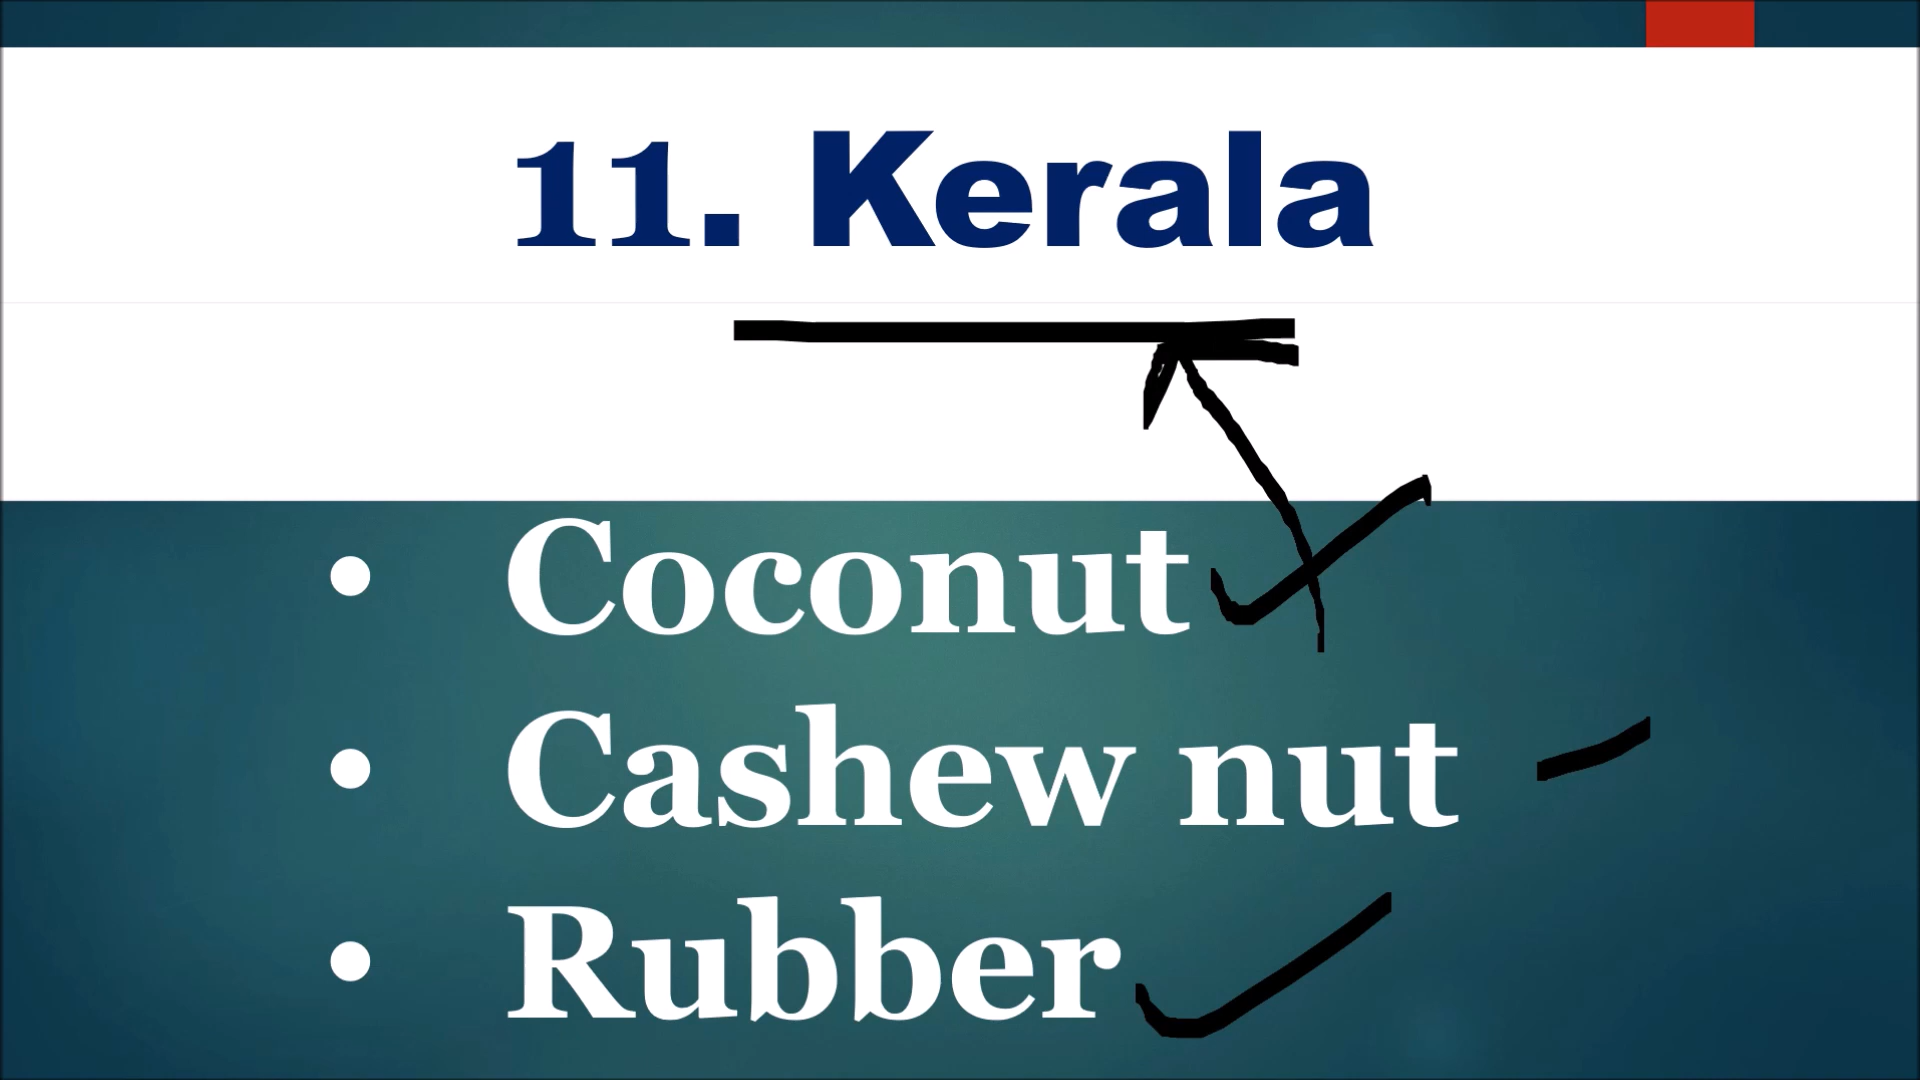 11. Kerala
• Coconut
• Cashew nut
• Rubber